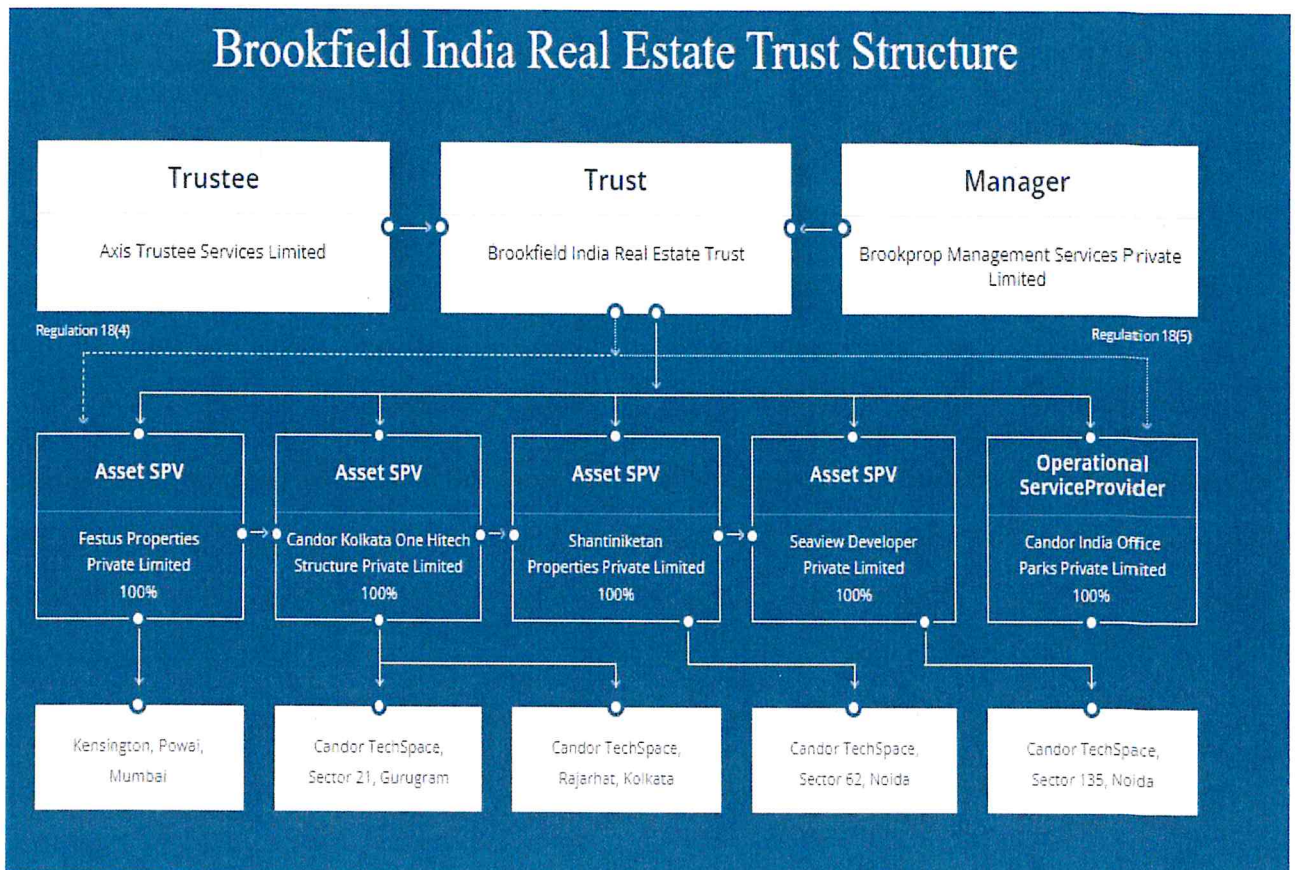 Brookfield India Real Estate Trust Structure
Trustee
Axis Trustee Services Limited
Trust
Brookfield India Real Estate Trust
Manager
Brookprop Management Services Private
Limited
Regulation 18(4)
Regulation 18(5)
Asset SPV
Festus Properties
Private Limited
100%
Asset SPV
Candor Kolkata One Hitech
Structure Private Limited
100%
Asset SPV
Shantiniketan
Properties Private Limited
100%
Asset SPV
Seaview Developer
Private Limited
100%
Operational
ServiceProvider
Candor India Office
Parks Private Limited
100%
Kensington, Powai,
Mumbai
Candor TechSpace,
Sector 21, Gurugram
Candor TechSpace,
Rajarhat, Kolkata
Candor TechSpace,
Sector 62, Noida
Candor TechSpace,
Sector 135, Noida